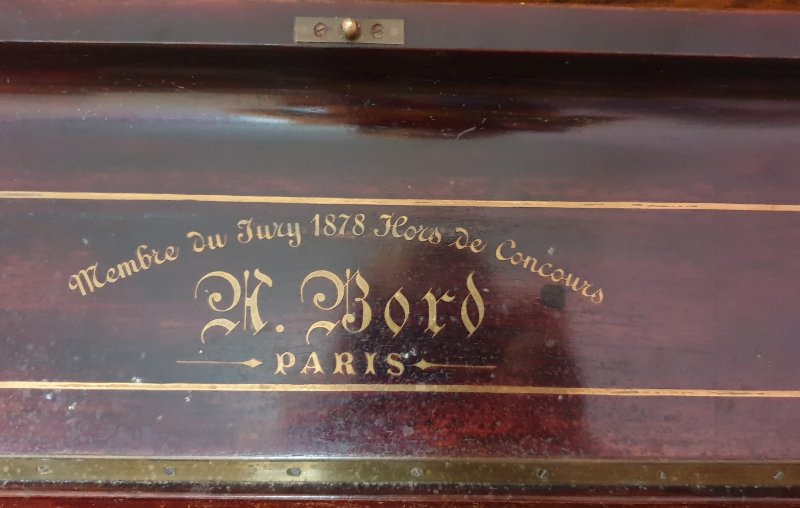 Membre du Jury 1878 Hors de Concours
A. Bord
PARIS